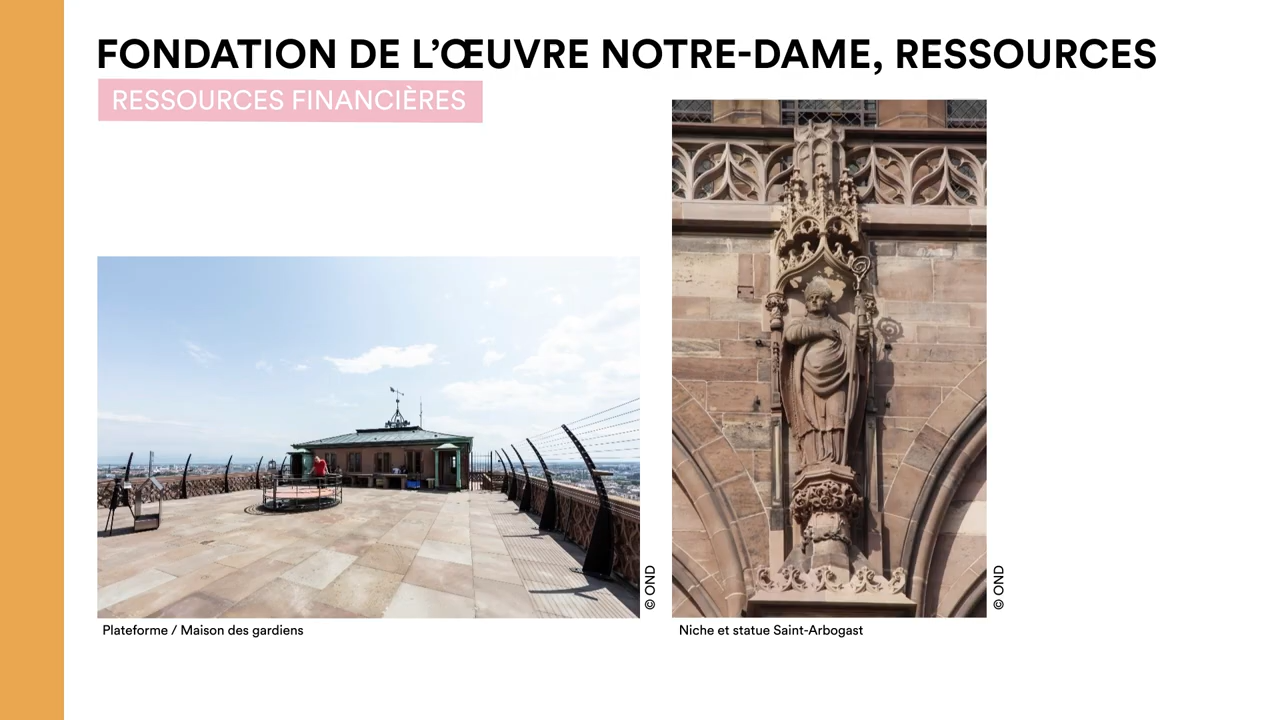 FONDATION DE L'ŒUVRE NOTRE-DAME, RESSOURCES
RESSOURCES FINANCIÈRES
© OND
Plateforme / Maison des gardiens
© OND
Niche et statue Saint-Arbogast